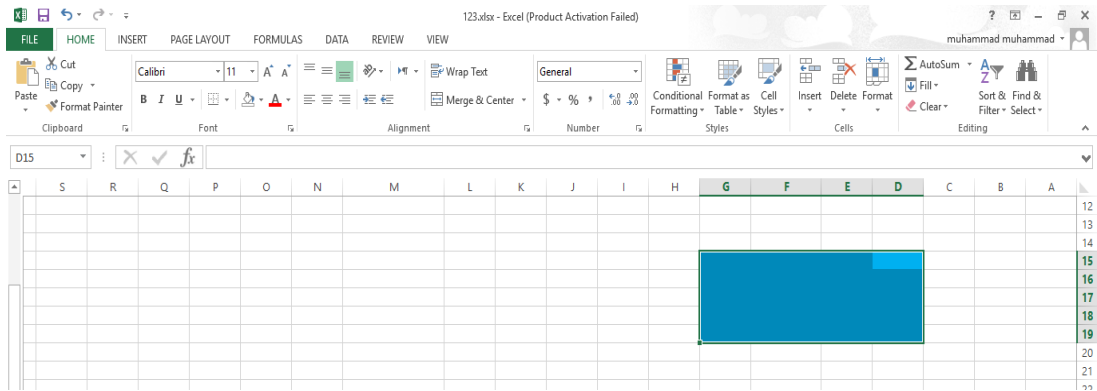 123.xlsx - Excel (Product Activation Failed)
FILE HOME INSERT PAGE LAYOUT FORMULAS DATA REVIEW VIEW muhammad muhammad
Cut
Copy
Format Painter
Paste
Clipboard
Calibri 11
B I U
Font
Wrap Text
Merge & Center
Alignment
General
$ % ,
Number
Conditional Formatting
Format as Table
Cell Styles
Styles
Insert Delete Format
Cells
AutoSum
Fill
Clear
Sort & Filter
Find & Select
Editing
D15 fx
S R Q P O N M L K J I H G F E D C B A
12
13
14
15
16
17
18
19
20
21
22